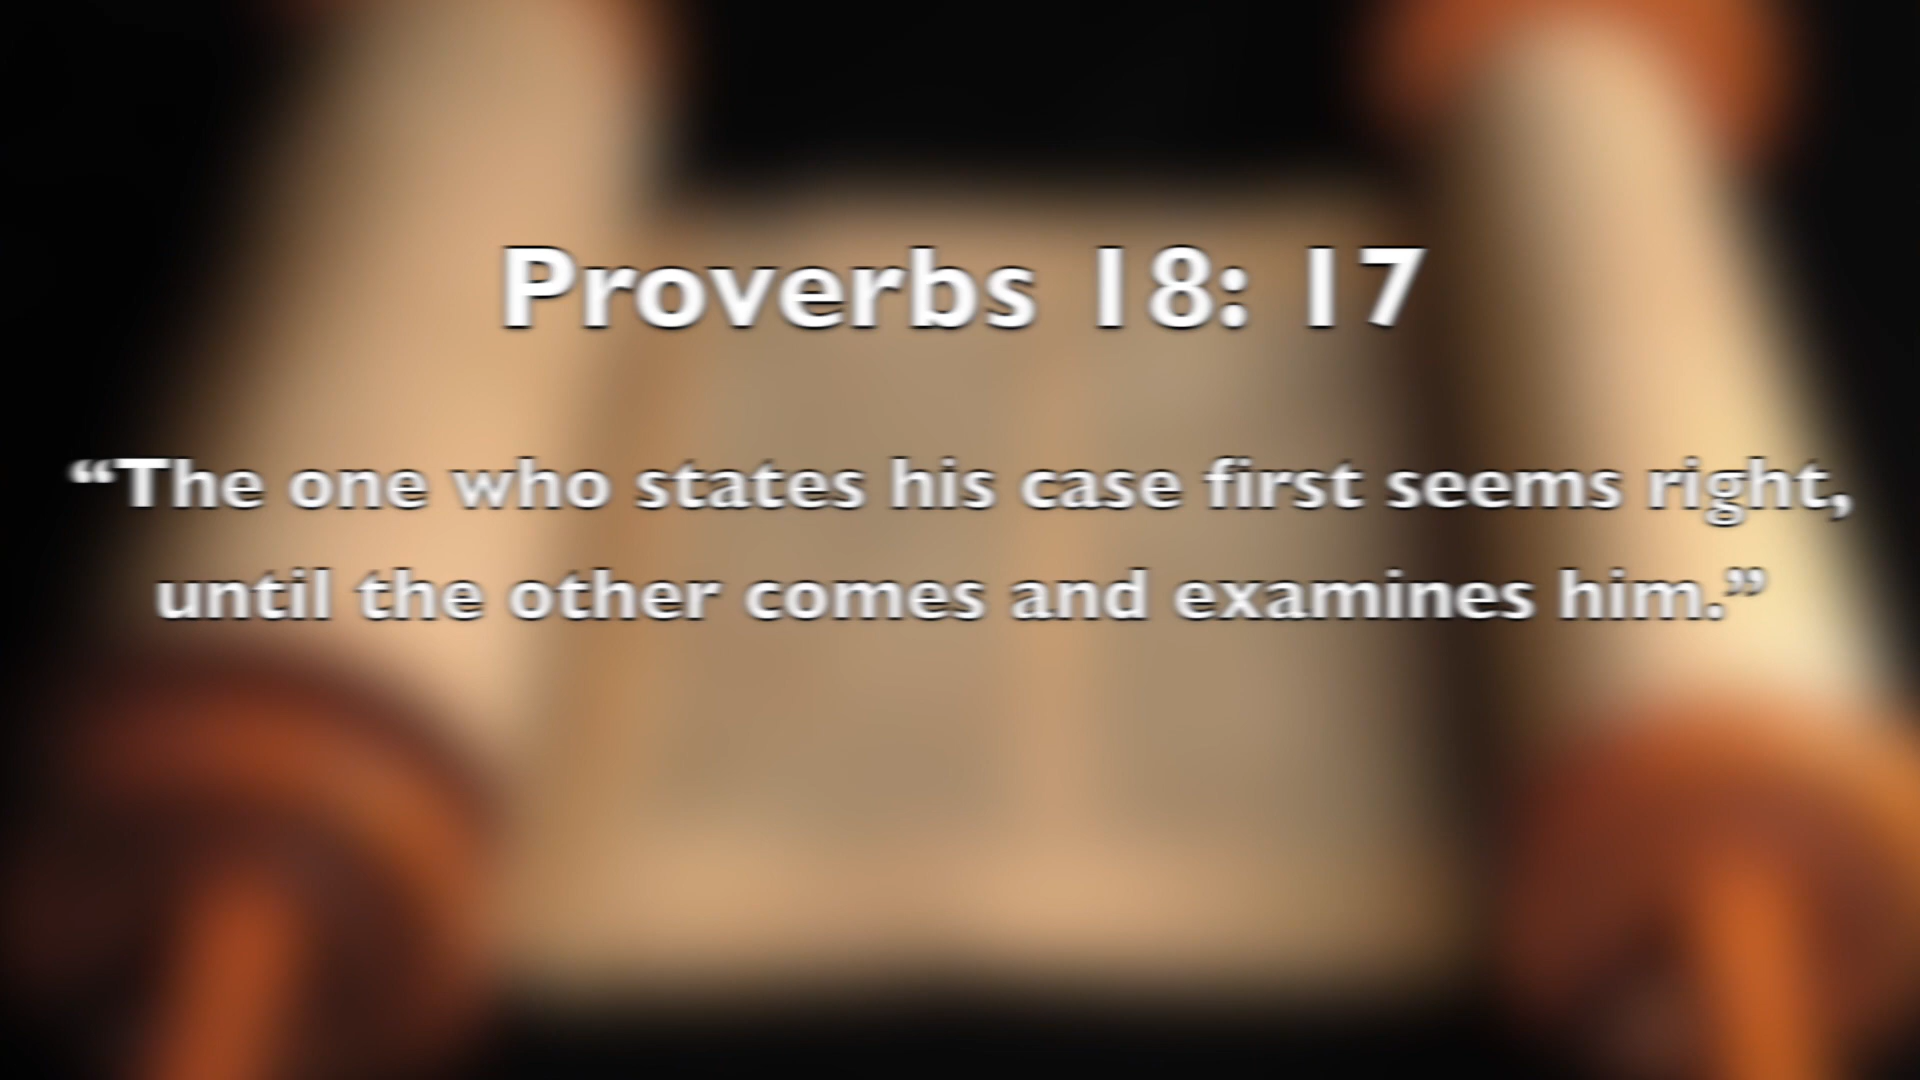 Proverbs 18: 17
“The one who states his case first seems right,
until the other comes and examines him.”